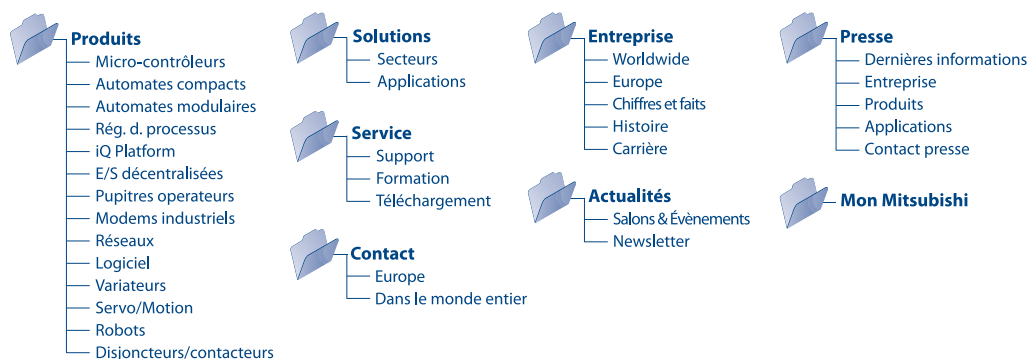 Produits
Micro-contrôleurs
Automates compacts
Automates modulaires
Rég. d. processus
iQ Platform
E/S décentralisées
Pupitres operateurs
Modems industriels
Réseaux
Logiciel
Variateurs
Servo/Motion
Robots
Disjoncteurs/contacteurs
Solutions
Secteurs
Applications
Service
Support
Formation
Téléchargement
Contact
Europe
Dans le monde entier
Entreprise
Worldwide
Europe
Chiffres et faits
Histoire
Carrière
Actualités
Salons & Évènements
Newsletter
Presse
Dernières informations
Entreprise
Produits
Applications
Contact presse
Mon Mitsubishi